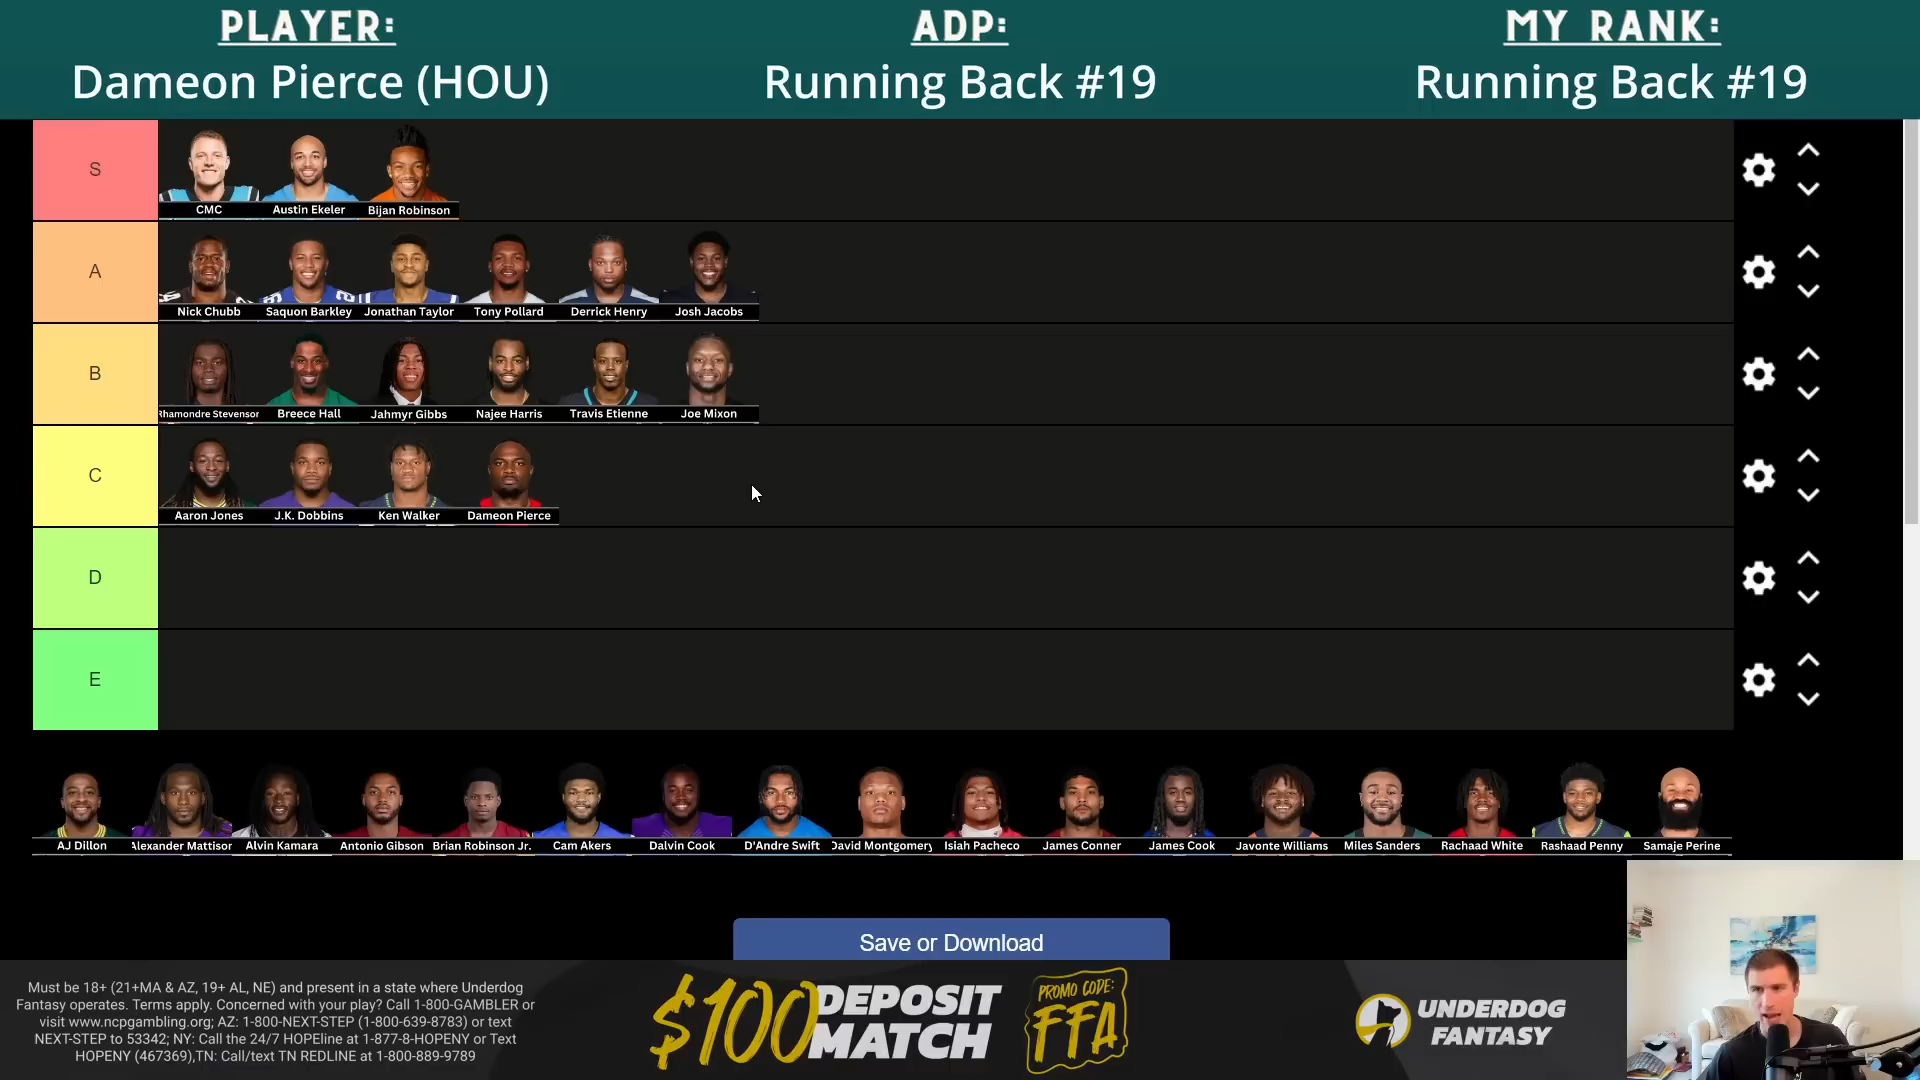 PLAYER:
ADP:
MY RANK:
Dameon Pierce (HOU)
Running Back #19
Running Back #19
S
CMC
Austin Ekeler
Bijan Robinson
A
Nick Chubb
Saquon Barkley
Jonathan Taylor
Tony Pollard
Derrick Henry
Josh Jacobs
B
Rhamondre Stevenson
Breece Hall
Jahmyr Gibbs
Najee Harris
Travis Etienne
Joe Mixon
C
Aaron Jones
J.K. Dobbins
Ken Walker
Dameon Pierce
D
E
AJ Dillon
Alexander Mattison
Alvin Kamara
Antonio Gibson
Brian Robinson Jr.
Cam Akers
Dalvin Cook
D'Andre Swift
David Montgomery
Isiah Pacheco
James Conner
James Cook
Javonte Williams
Miles Sanders
Rachaad White
Rashaad Penny
Samaje Perine
Save or Download
Must be 18+ (21+MA & AZ, 19+ AL, NE) and present in a state where Underdog
Fantasy operates. Terms apply. Concerned with your play? Call 1-800-GAMBLER or
visit www.ncpgambling.org; AZ: 1-800-NEXT-STEP (1-800-639-8783) or text
NEXT-STEP to 53342; NY: Call the 24/7 HOPEline at 1-877-8-HOPENY or Text
HOPENY (467369),TN: Call/text TN REDLINE at 1-800-889-9789
$100 DEPOSIT
MATCH
PROMO CODE:
FFA
UNDERDOG
FANTASY